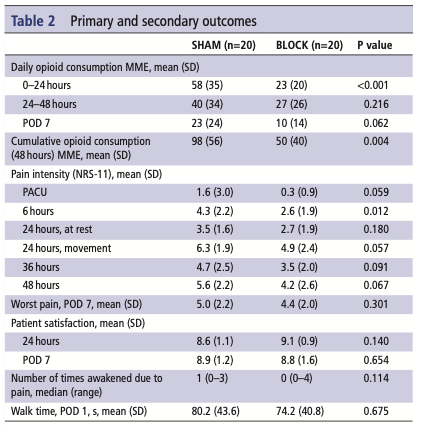 Table 2 Primary and secondary outcomes
SHAM (n=20) BLOCK (n=20) P value
Daily opioid consumption MME, mean (SD)
0–24 hours 58 (35) 23 (20) <0.001
24–48 hours 40 (34) 27 (26) 0.216
POD 7 23 (24) 10 (14) 0.062
Cumulative opioid consumption 98 (56) 50 (40) 0.004
(48 hours) MME, mean (SD)
Pain intensity (NRS-11), mean (SD)
PACU 1.6 (3.0) 0.3 (0.9) 0.059
6 hours 4.3 (2.2) 2.6 (1.9) 0.012
24 hours, at rest 3.5 (1.6) 2.7 (1.9) 0.180
24 hours, movement 6.3 (1.9) 4.9 (2.4) 0.057
36 hours 4.7 (2.5) 3.5 (2.0) 0.091
48 hours 5.6 (2.2) 4.2 (2.6) 0.067
Worst pain, POD 7, mean (SD) 5.0 (2.2) 4.4 (2.0) 0.301
Patient satisfaction, mean (SD)
24 hours 8.6 (1.1) 9.1 (0.9) 0.140
POD 7 8.9 (1.2) 8.8 (1.6) 0.654
Number of times awakened due to 1 (0–3) 0 (0–4) 0.114
pain, median (range)
Walk time, POD 1, s, mean (SD) 80.2 (43.6) 74.2 (40.8) 0.675